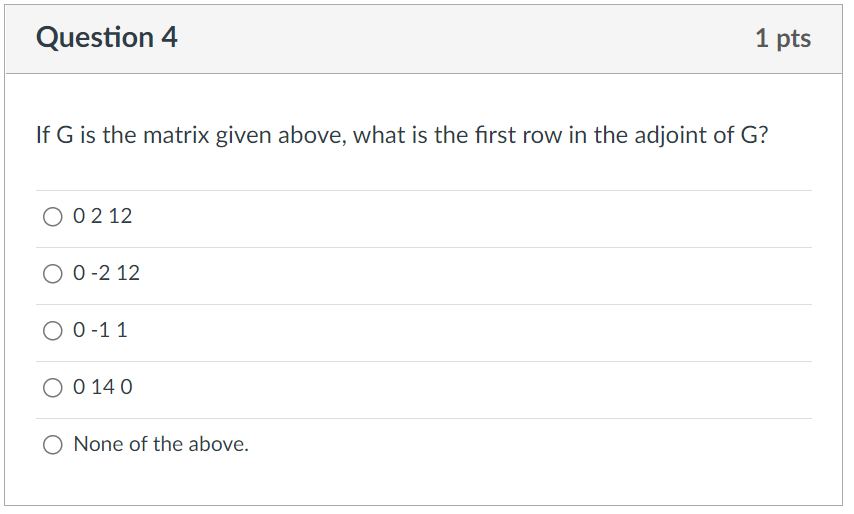 Question 4
1 pts
If G is the matrix given above, what is the first row in the adjoint of G?
0 2 12
0 -2 12
0 -1 1
0 14 0
None of the above.